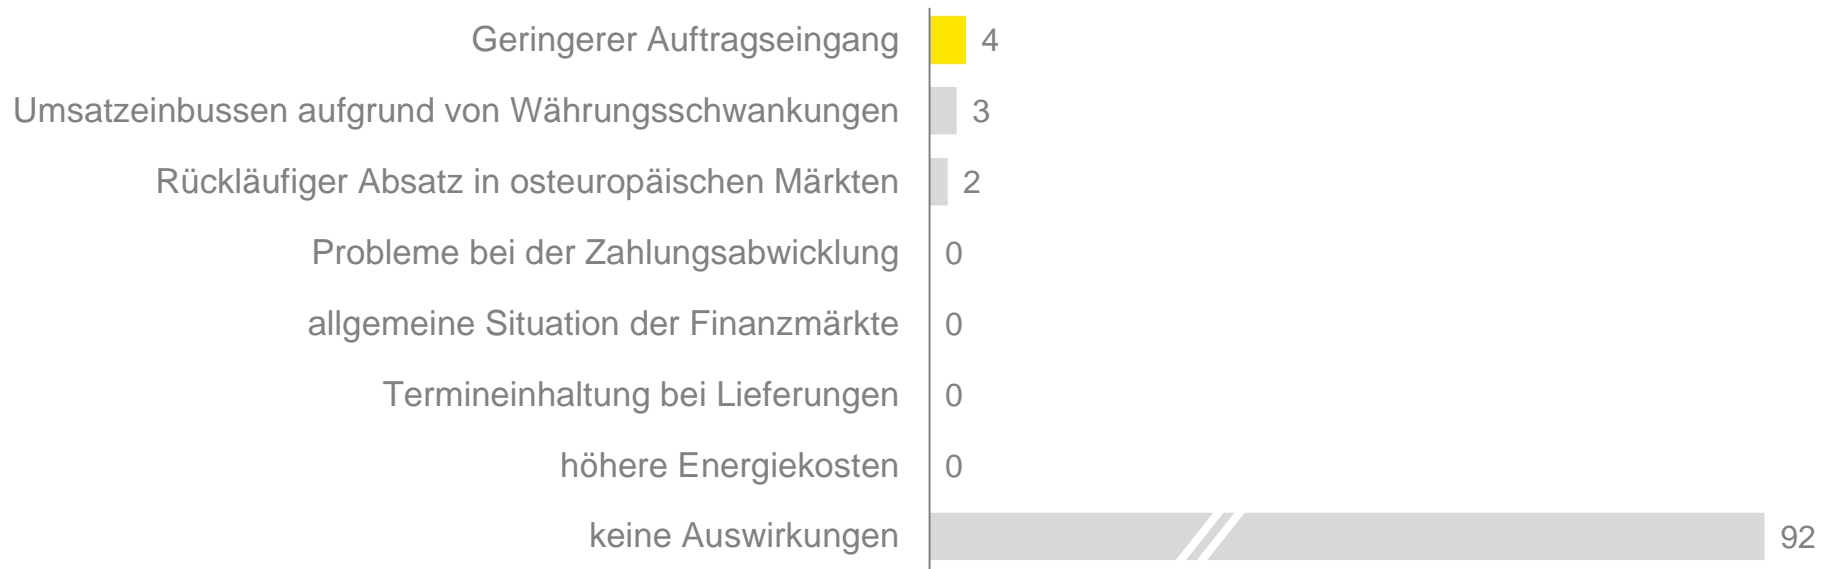 Geringerer Auftragseingang 4
Umsatzeinbussen aufgrund von Währungsschwankungen 3
Rückläufiger Absatz in osteuropäischen Märkten 2
Probleme bei der Zahlungsabwicklung 0
allgemeine Situation der Finanzmärkte 0
Termineinhaltung bei Lieferungen 0
höhere Energiekosten 0
keine Auswirkungen 92